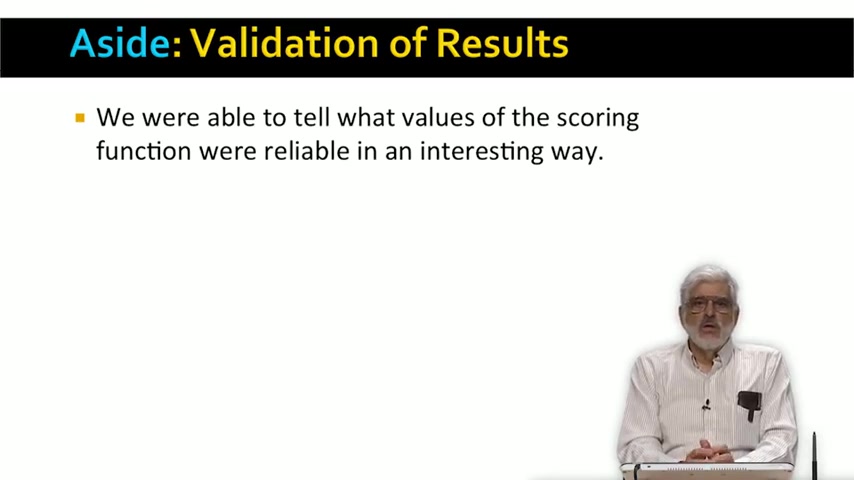 Aside: Validation of Results
We were able to tell what values of the scoring
function were reliable in an interesting way.